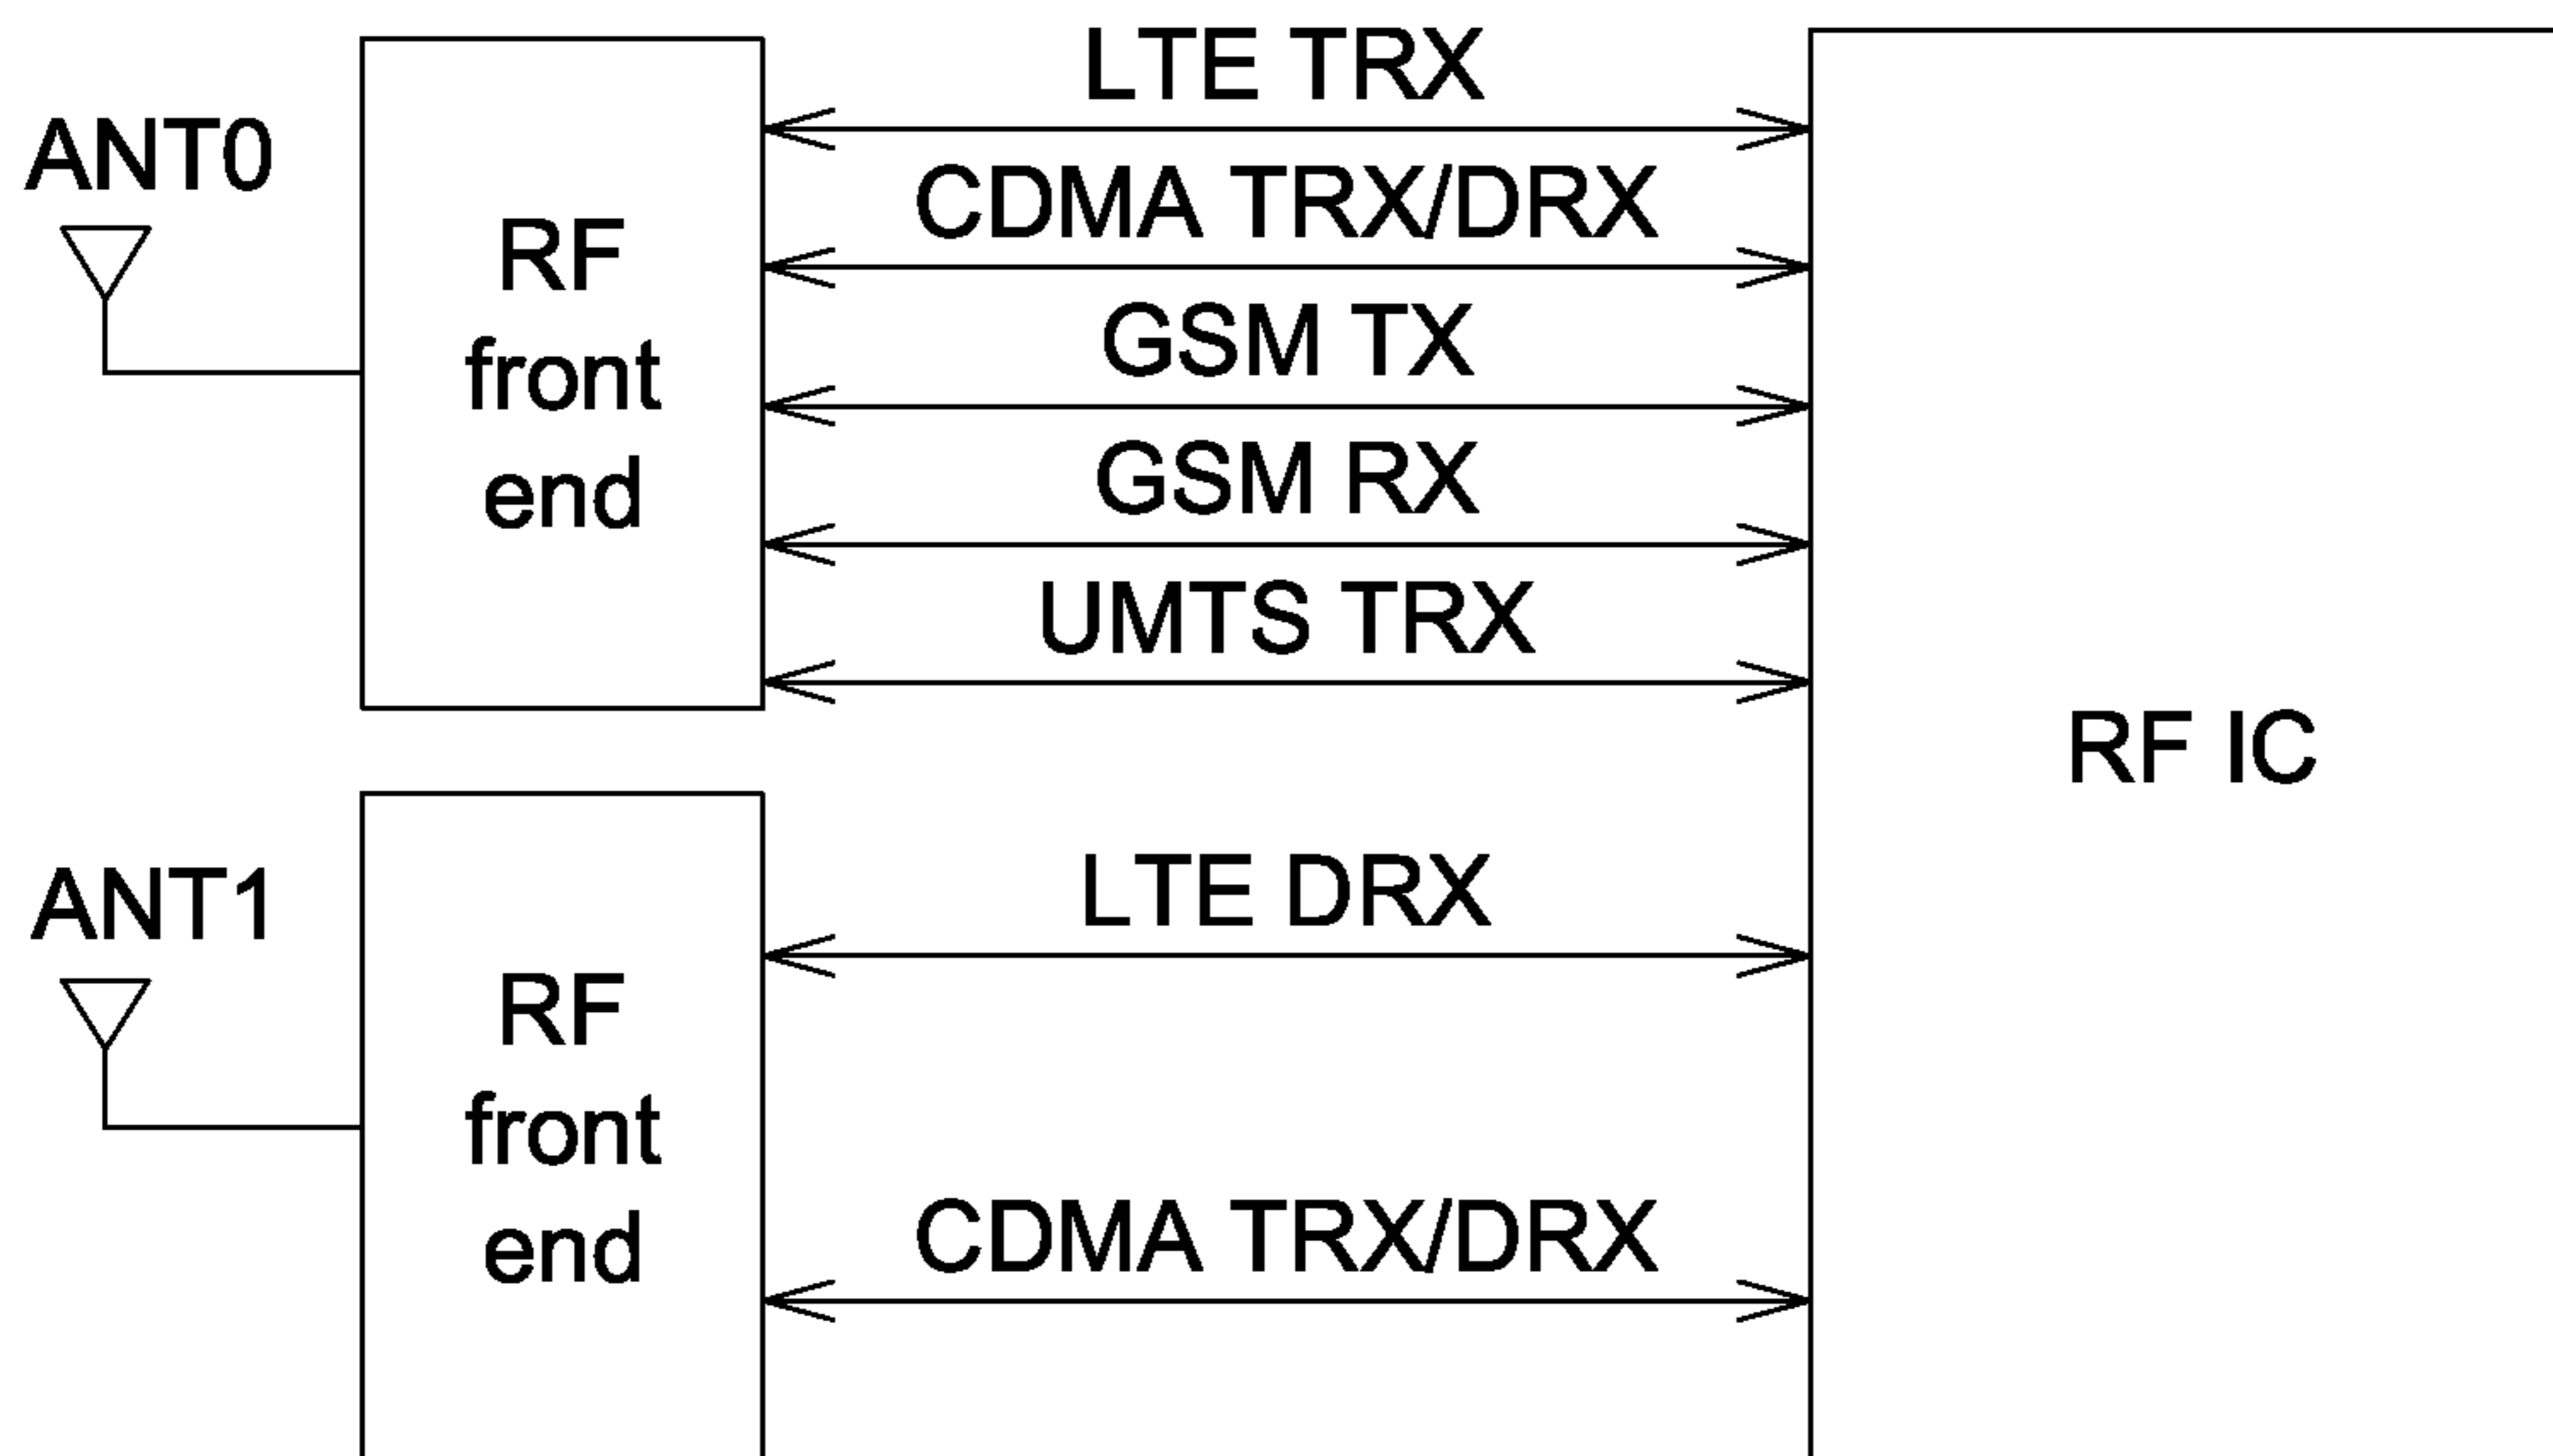 ANT0
RF
front
end
LTE TRX
CDMA TRX/DRX
GSM TX
GSM RX
UMTS TRX
RF IC
ANT1
RF
front
end
LTE DRX
CDMA TRX/DRX